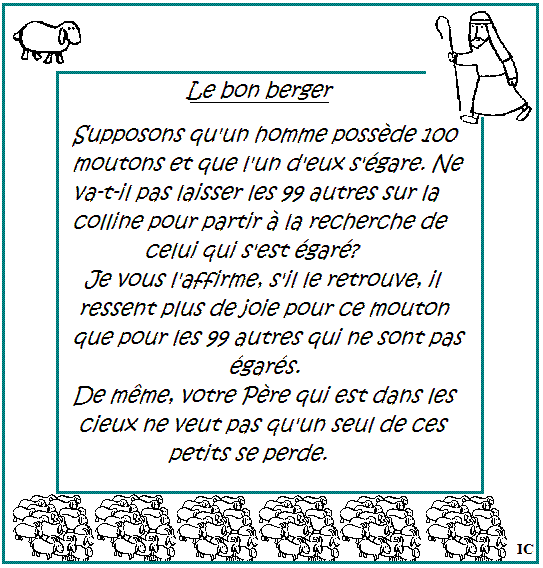 Le bon berger
Supposons qu'un homme possède 100
moutons et que l'un d'eux s'égare. Ne
va-t-il pas laisser les 99 autres sur la
colline pour partir à la recherche de
celui qui s'est égaré?
Je vous l'affirme, s'il le retrouve, il
ressent plus de joie pour ce mouton
que pour les 99 autres qui ne sont pas
égarés.
De même, votre Père qui est dans les
cieux ne veut pas qu'un seul de ces
petits se perde.
IC